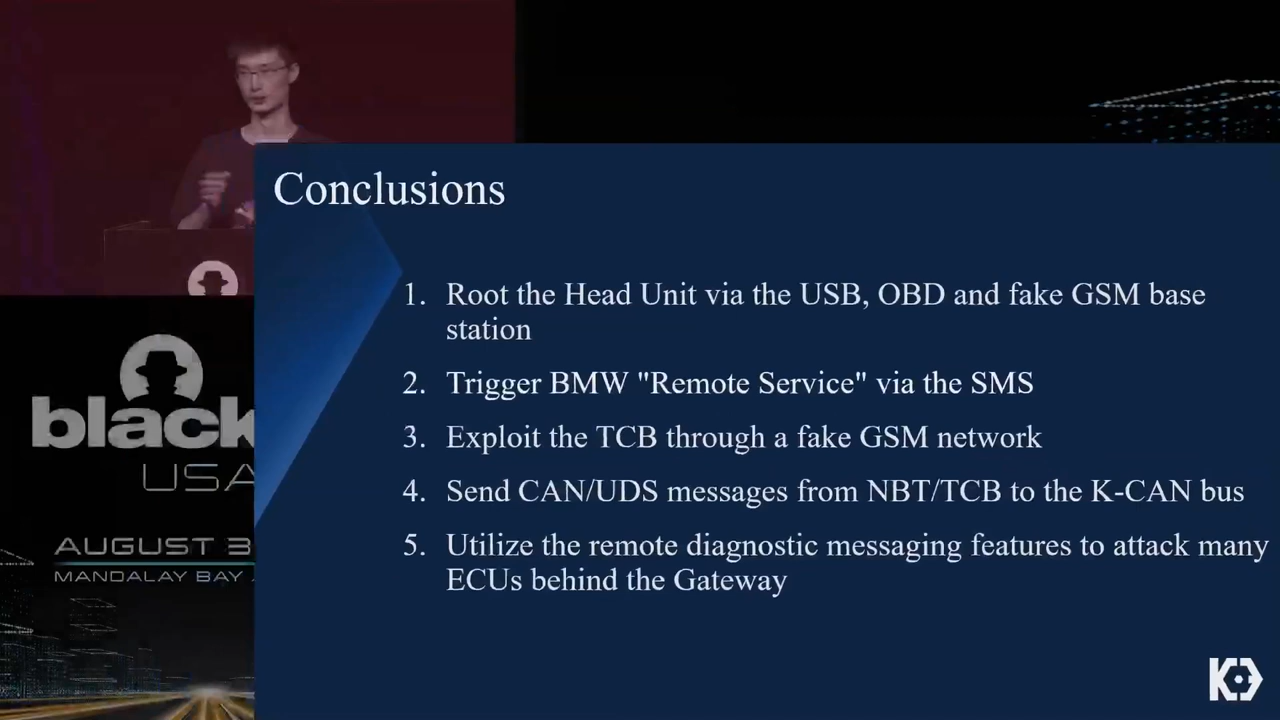 Conclusions
1. Root the Head Unit via the USB, OBD and fake GSM base
station
2. Trigger BMW "Remote Service" via the SMS
3. Exploit the TCB through a fake GSM network
4. Send CAN/UDS messages from NBT/TCB to the K-CAN bus
5. Utilize the remote diagnostic messaging features to attack many
ECUs behind the Gateway
black
USA
AUGUST 3
MANDALAY BAY